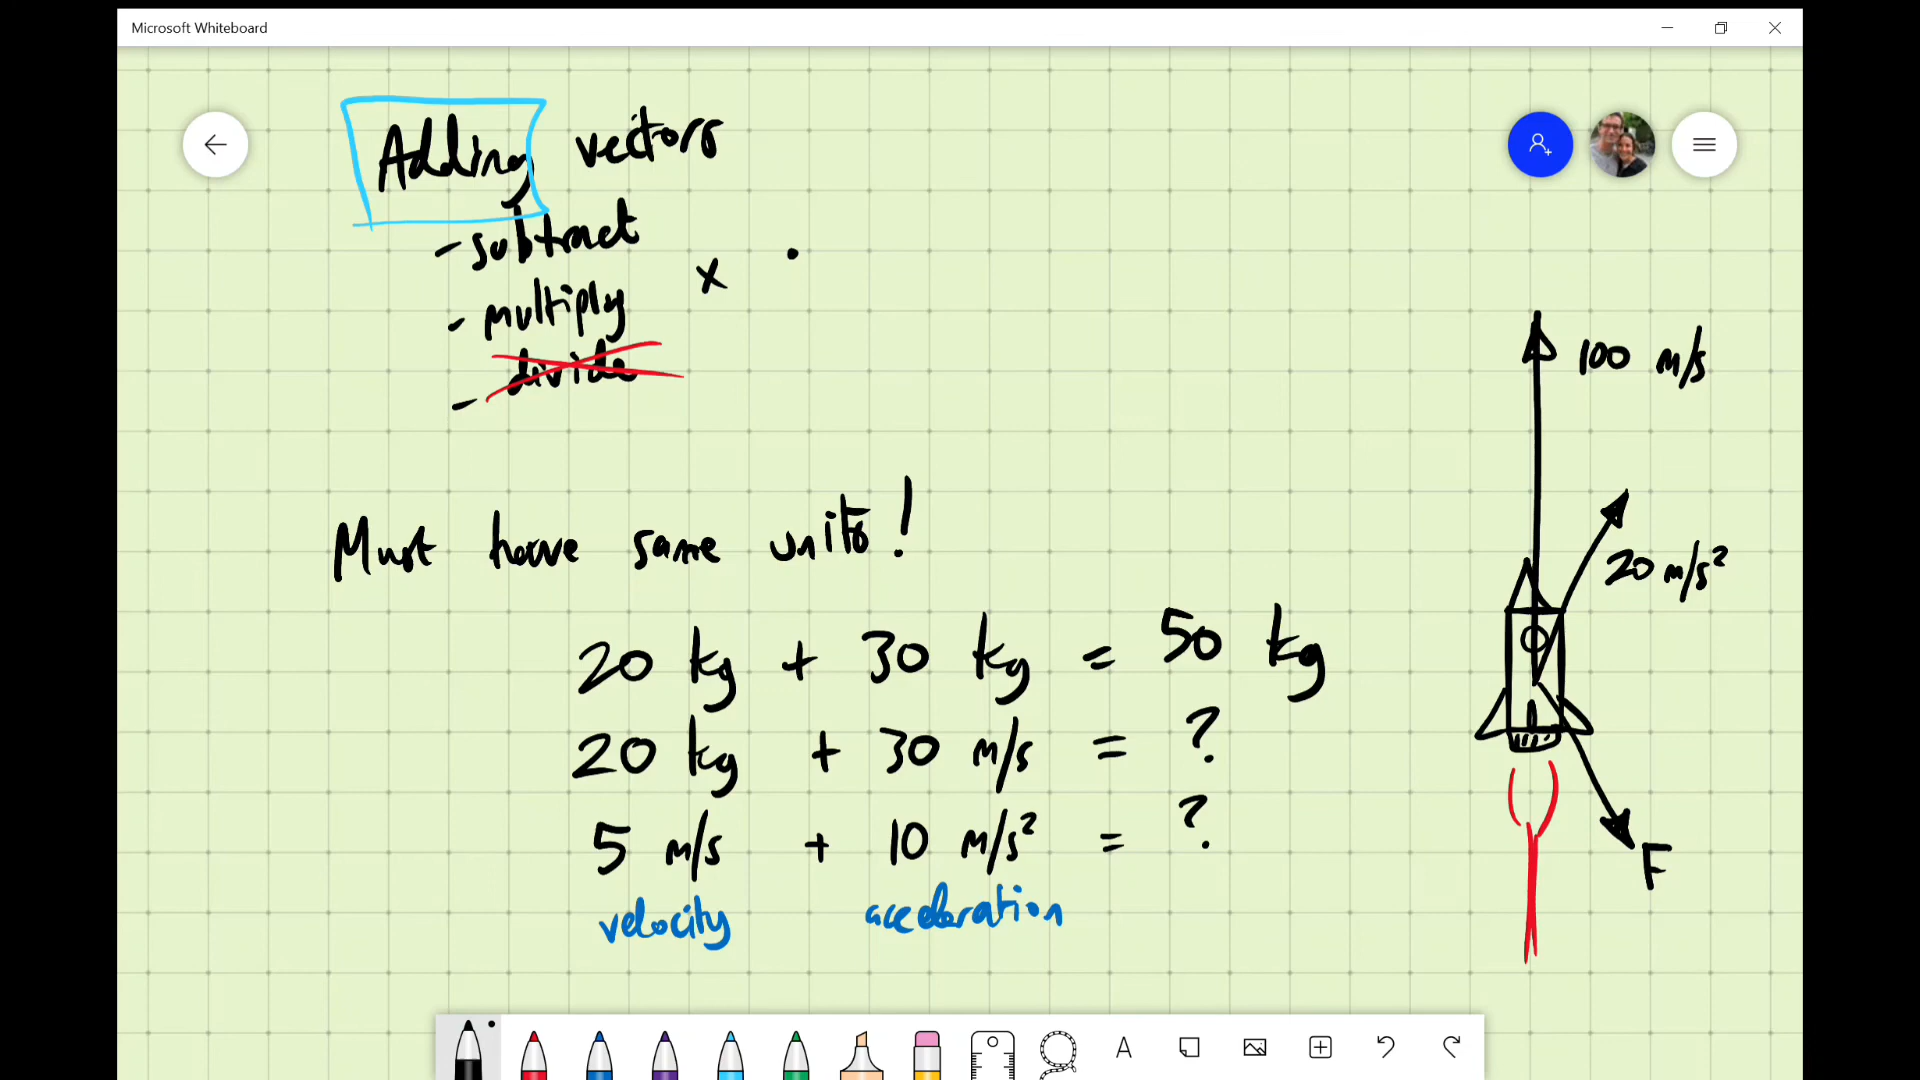 Microsoft Whiteboard
Adding vectors
- subtract
- multiply x •
- divide
Must have same units!
20 kg + 30 kg = 50 kg
20 kg + 30 m/s = ?
5 m/s + 10 m/s² = ?
velocity acceleration
100 m/s
20 m/s²
F